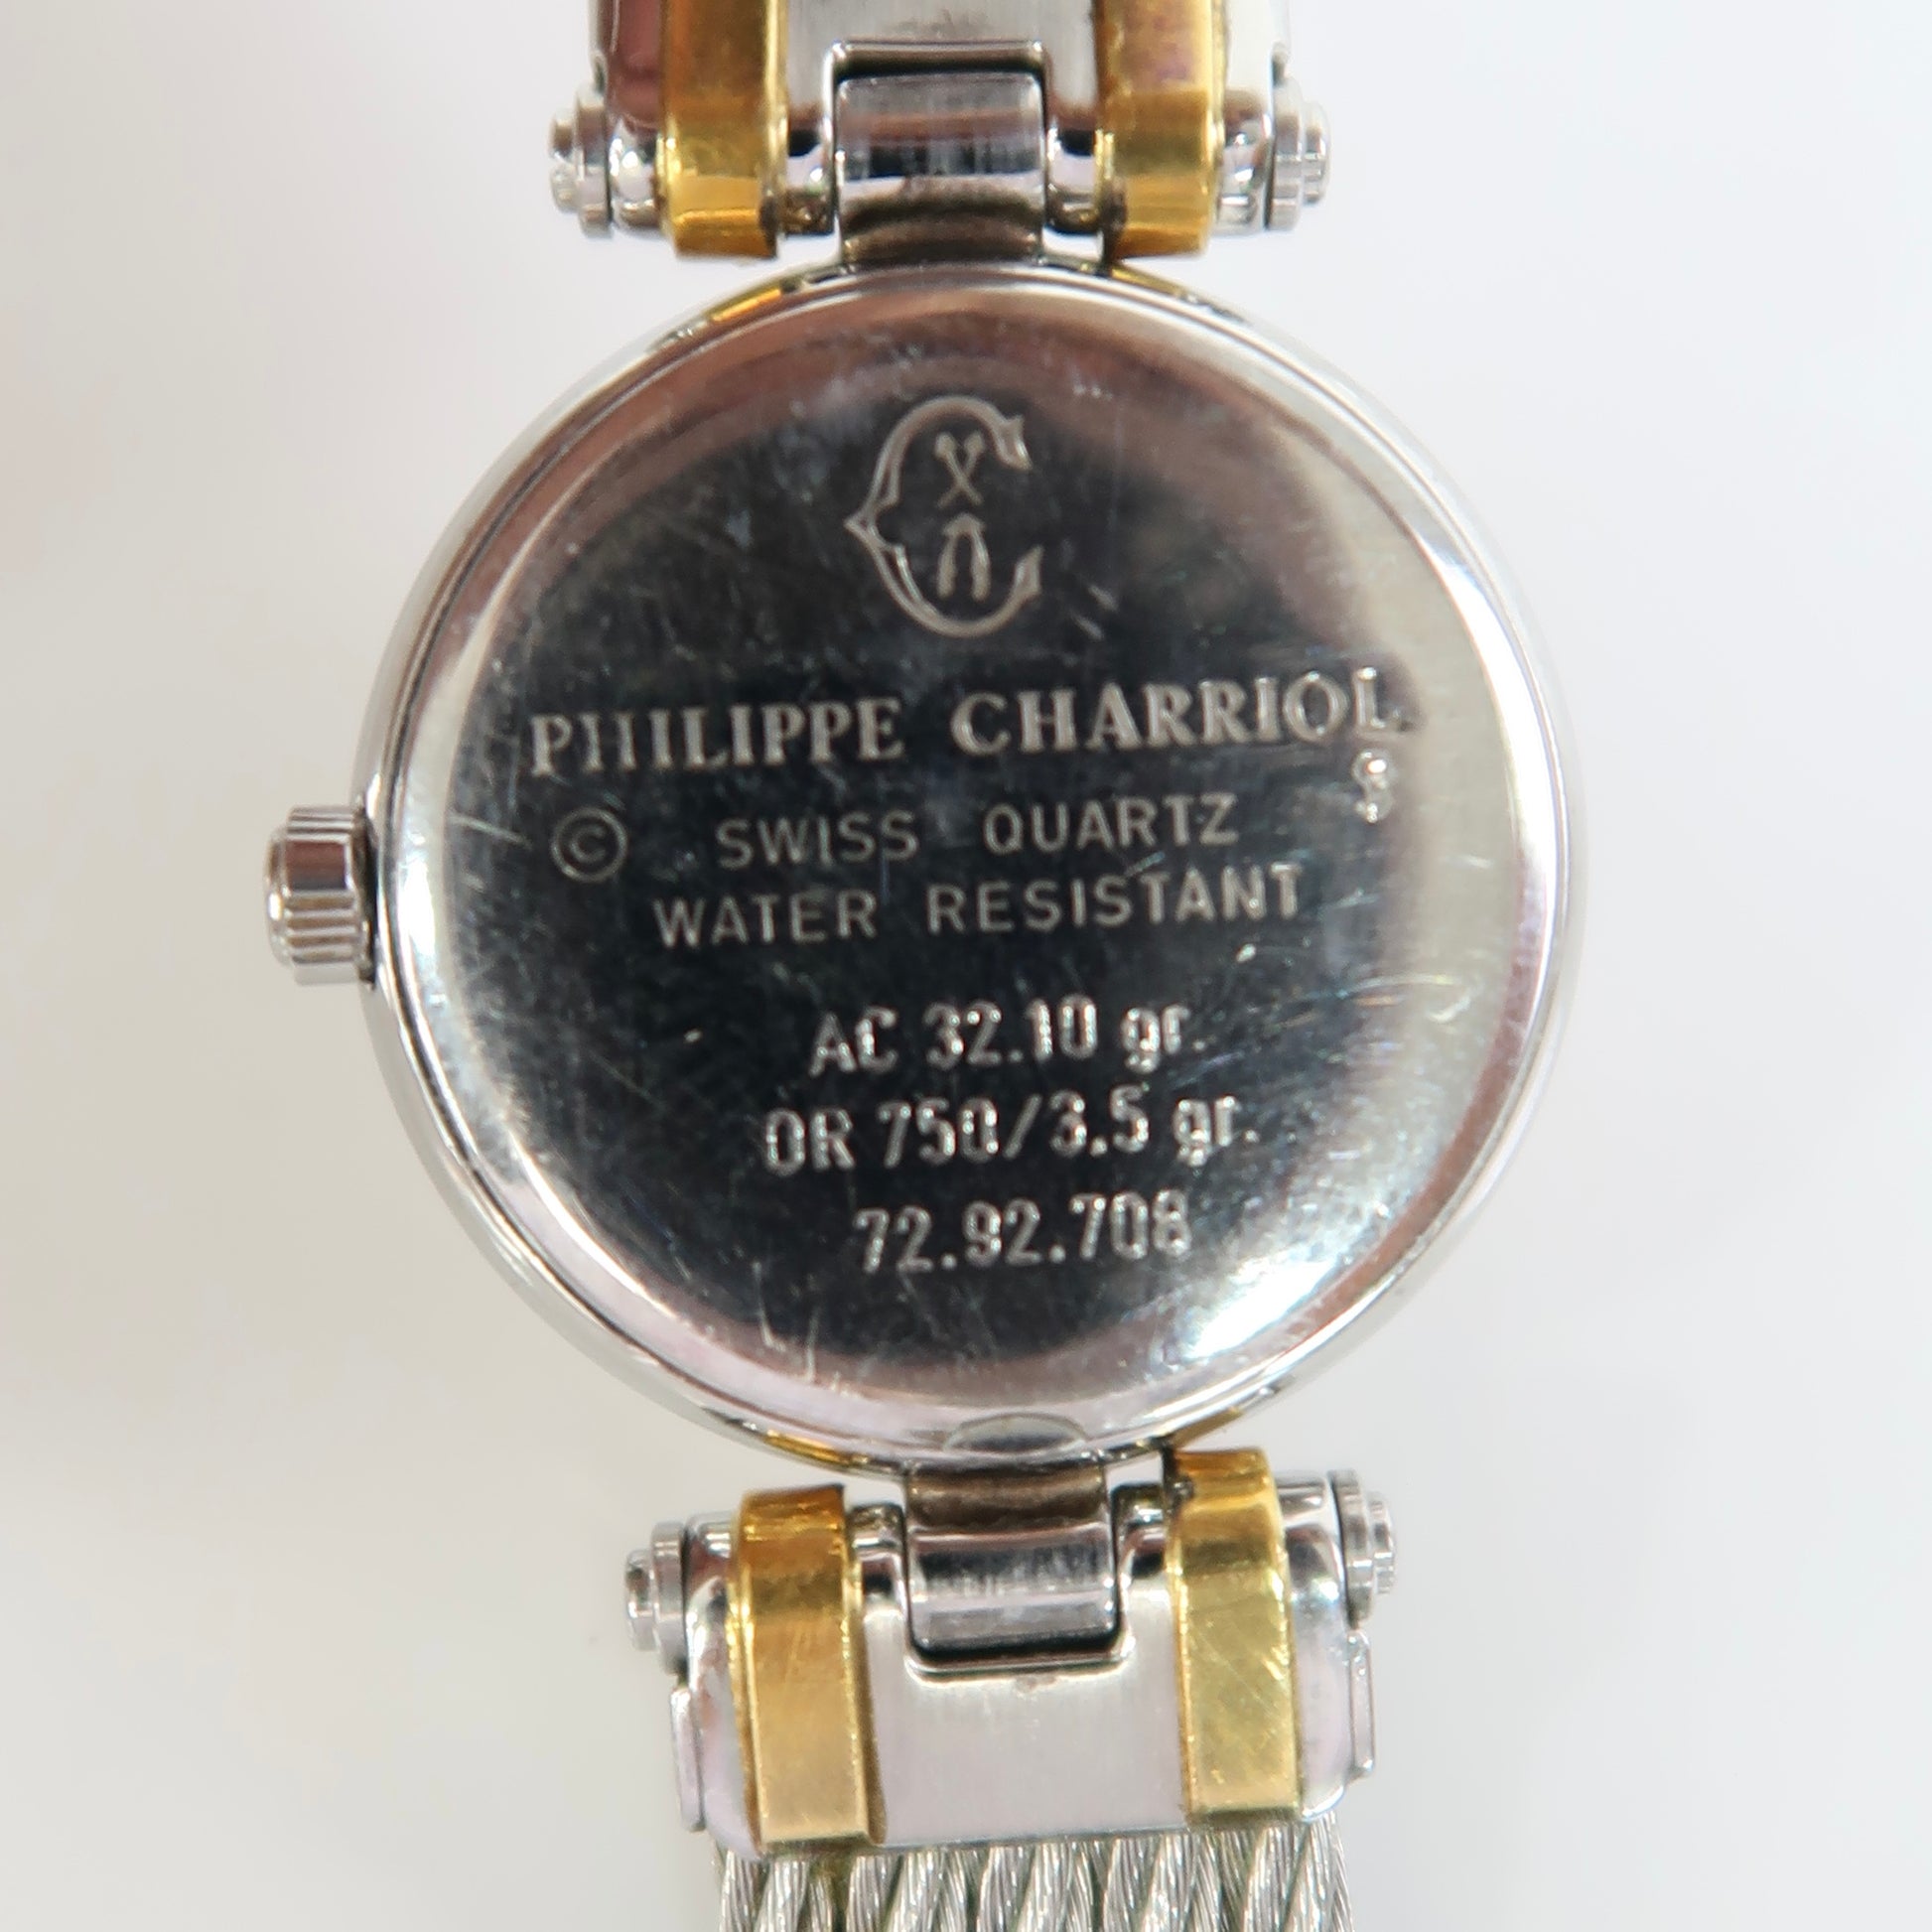 PHILIPPE CHARRIOL
© SWISS QUARTZ
WATER RESISTANT
AC 32.10 gr.
OR 750/3.5 gr.
72.92.708